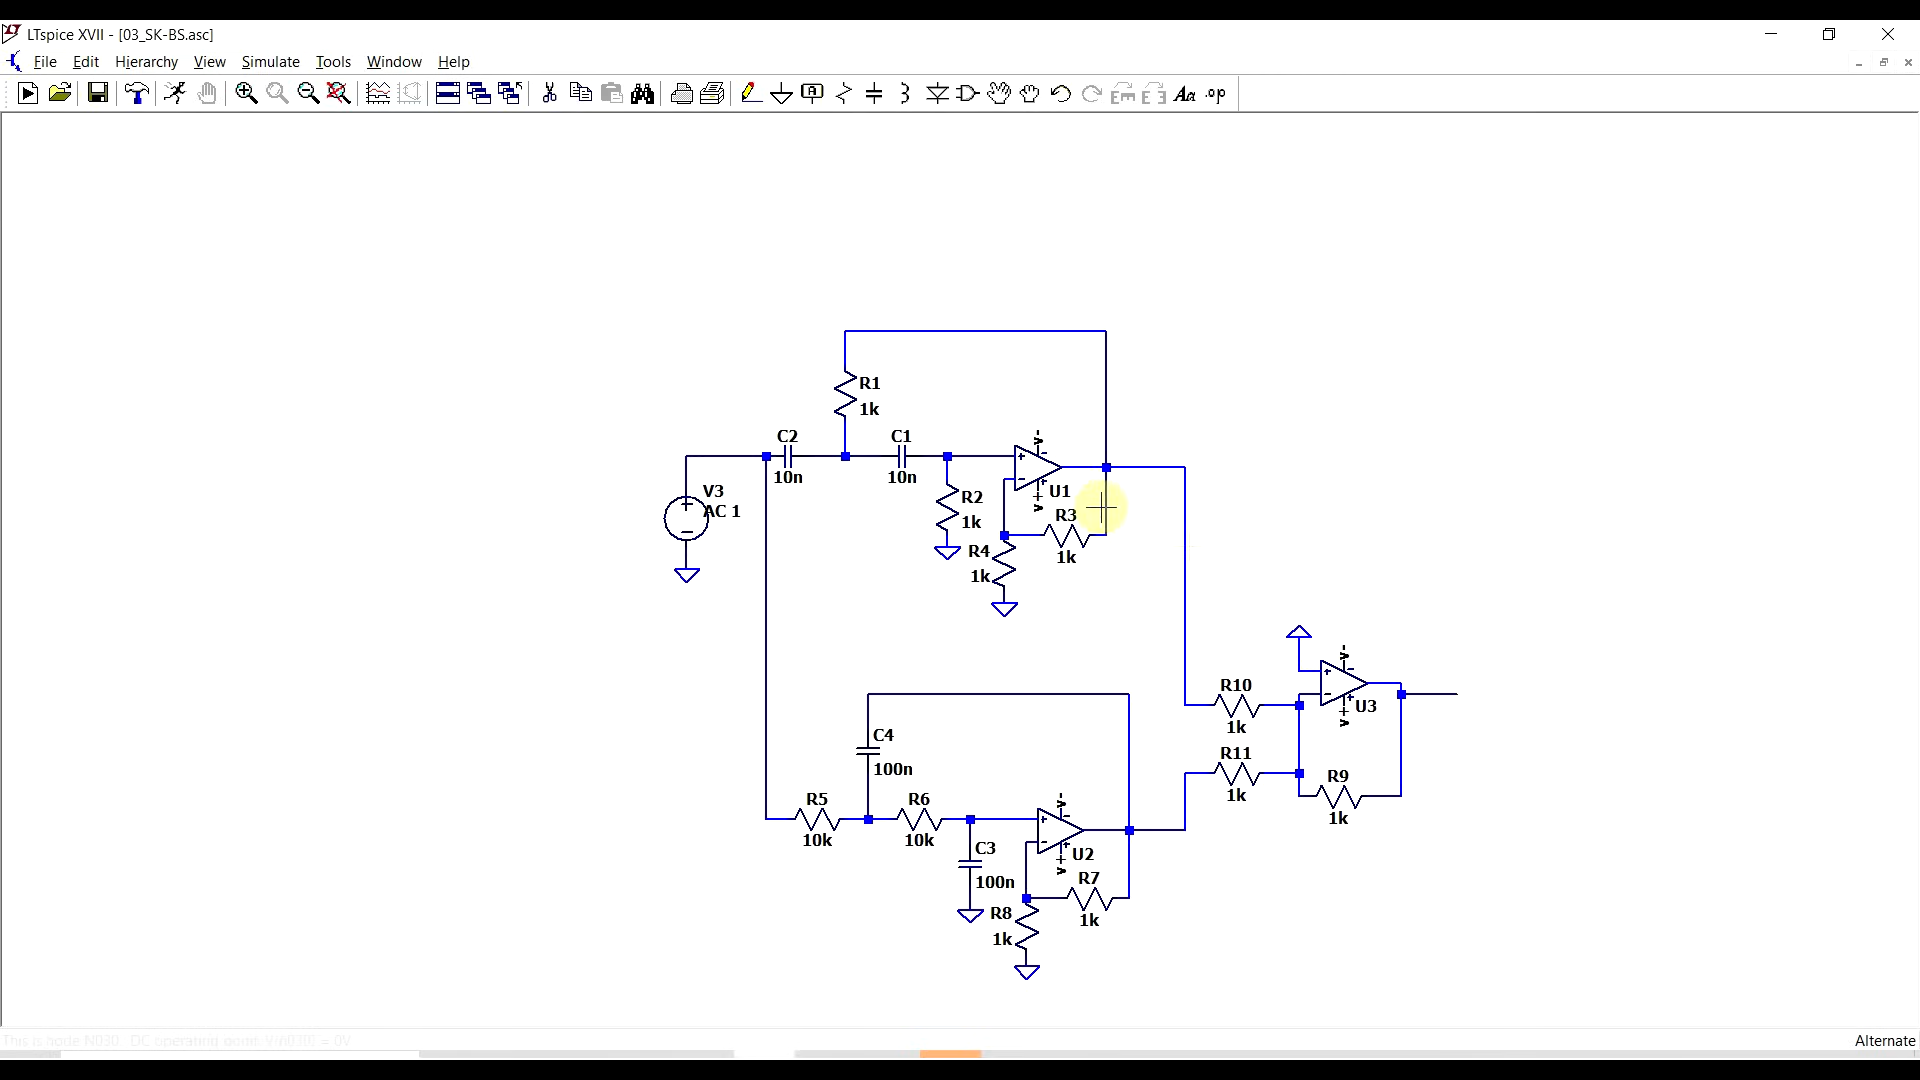 LTspice XVII - [03_SK-BS.asc]
File Edit Hierarchy View Simulate Tools Window Help
A
Aa .op
R1
1k
C2
10n
C1
10n
V3
AC 1
R2
1k
V-
V+
U1
R3
1k
R4
1k
R10
1k
R11
1k
V-
V+
U3
R9
1k
C4
100n
R5
10k
R6
10k
C3
100n
V-
V+
U2
R7
1k
R8
1k
This is node N030. DC operating point: V(n030) = 0V
Alternate